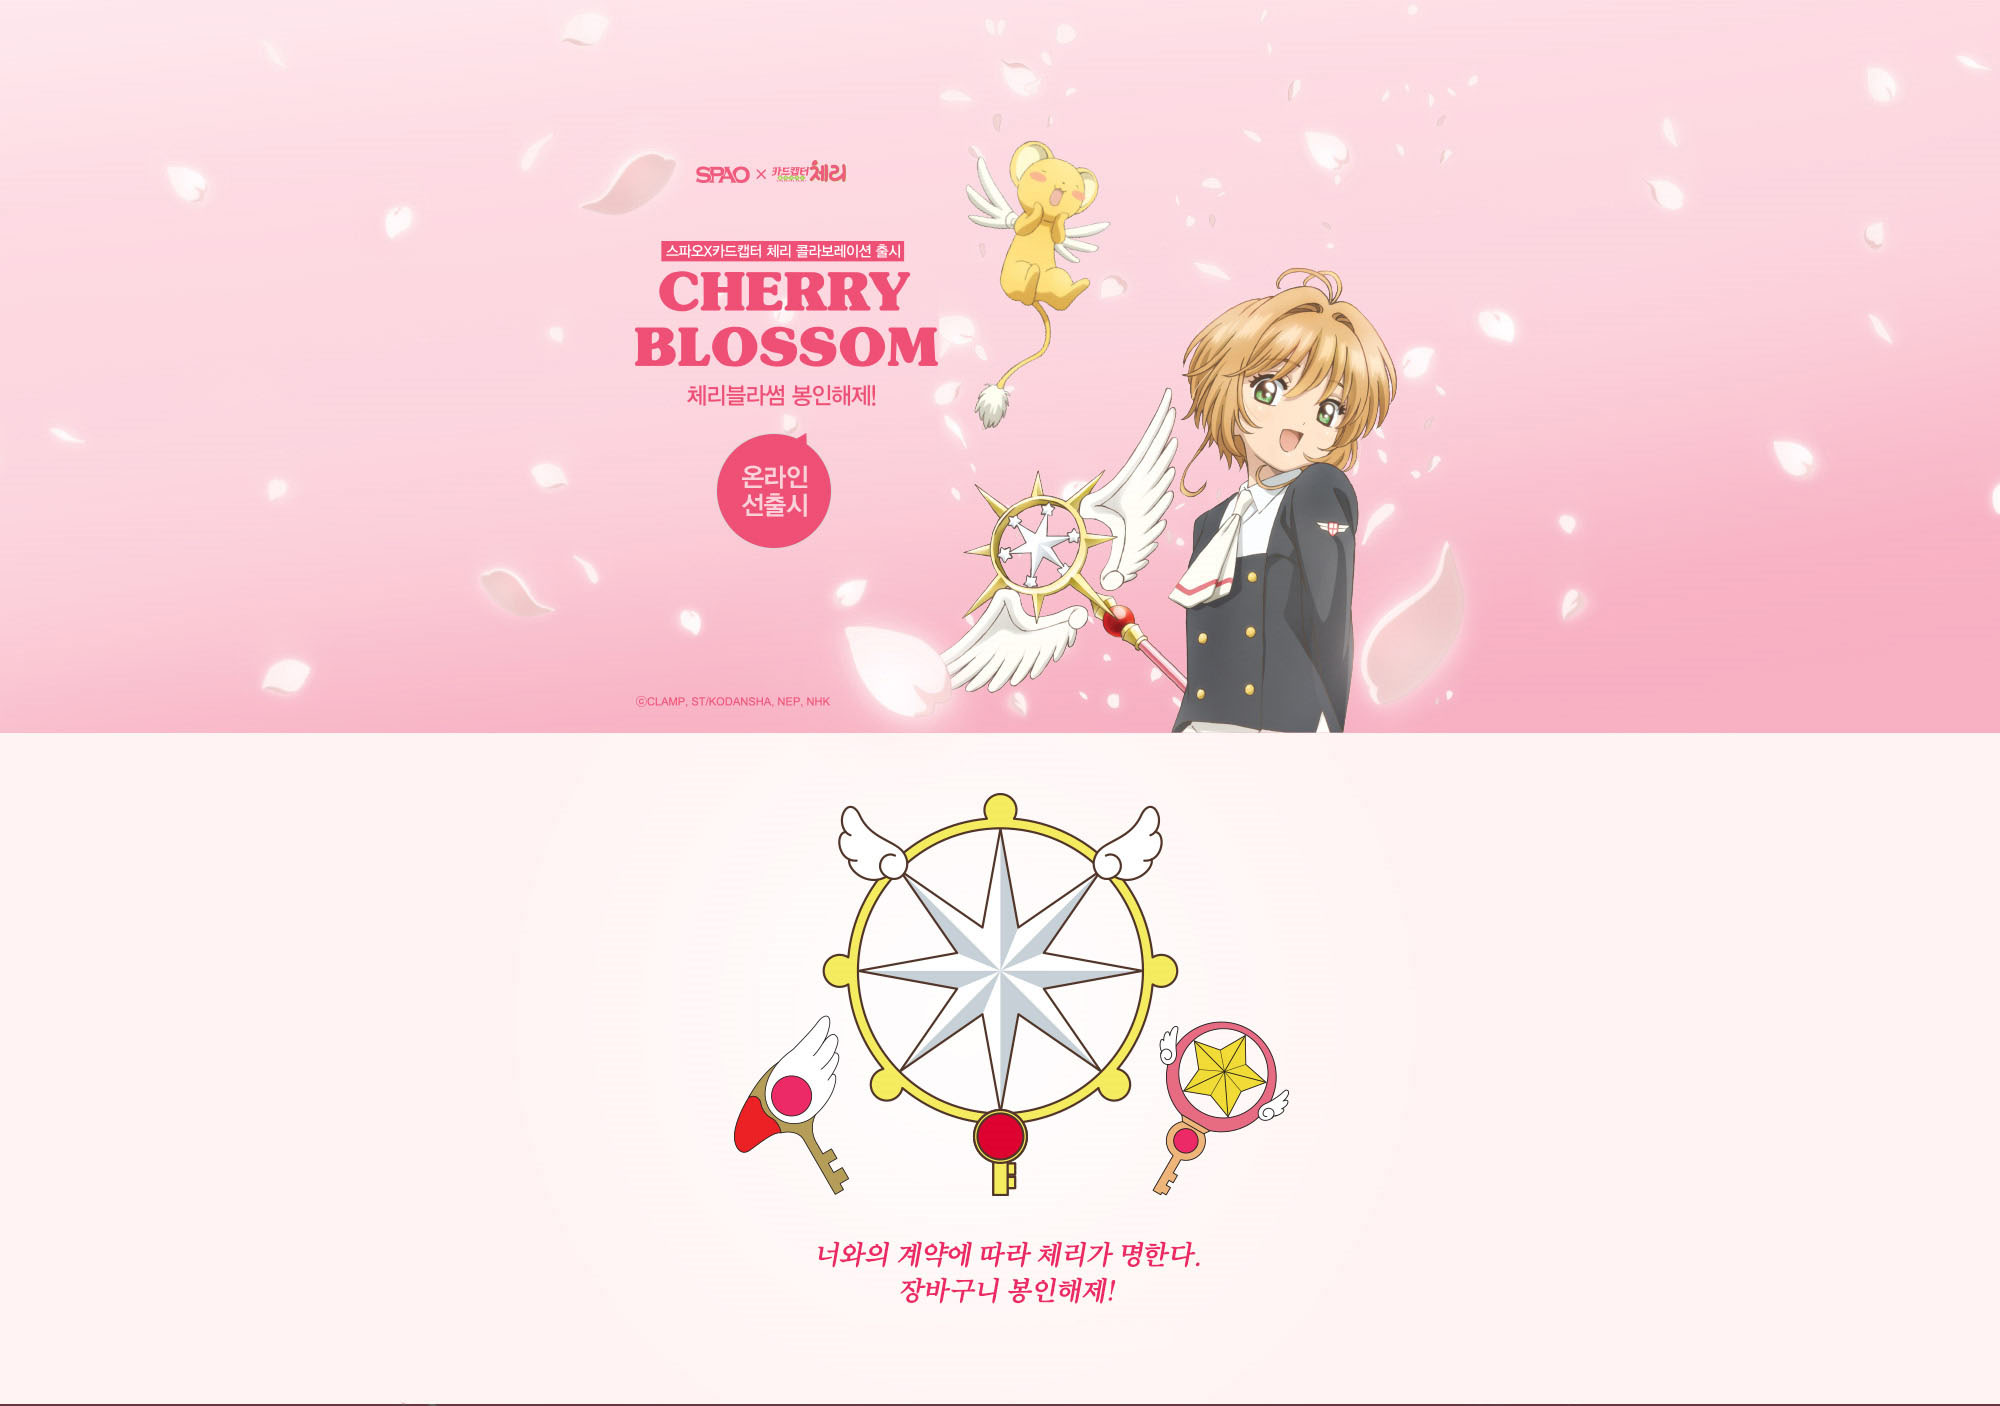 SPAO × 카드캡터 체리
스파오X카드캡터 체리 콜라보레이션 출시
CHERRY
BLOSSOM
체리블라썸 봉인해제!
온라인
선출시
ⓒCLAMP, ST/KODANSHA, NEP, NHK
너와의 계약에 따라 체리가 명한다.
장바구니 봉인해제!